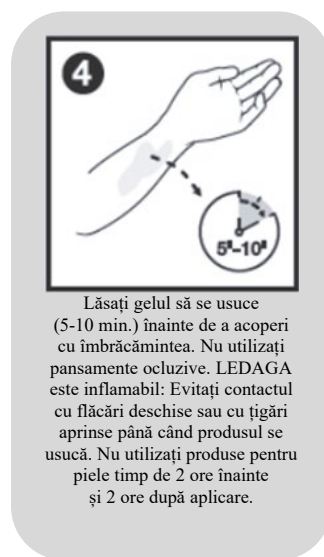 4
5ª-10ª
Lăsați gelul să se usuce
(5-10 min.) înainte de a acoperi
cu îmbrăcămintea. Nu utilizați
pansamente ocluzive. LEDAGA
este inflamabil: Evitați contactul
cu flăcări deschise sau cu țigări
aprinse până când produsul se
usucă. Nu utilizați produse pentru
piele timp de 2 ore înainte
și 2 ore după aplicare.